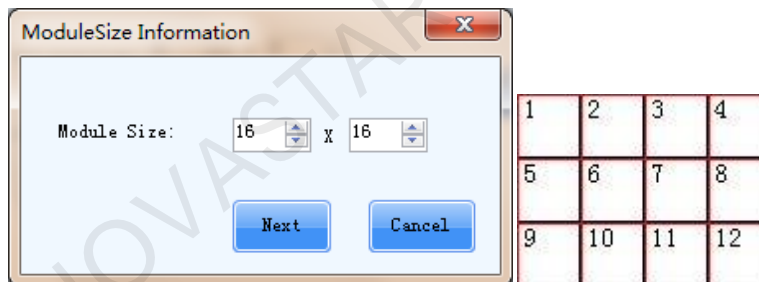 ModuleSize Information
Module Size: 16 X 16
Next Cancel
1 2 3 4
5 6 7 8
9 10 11 12
NOVASTAR